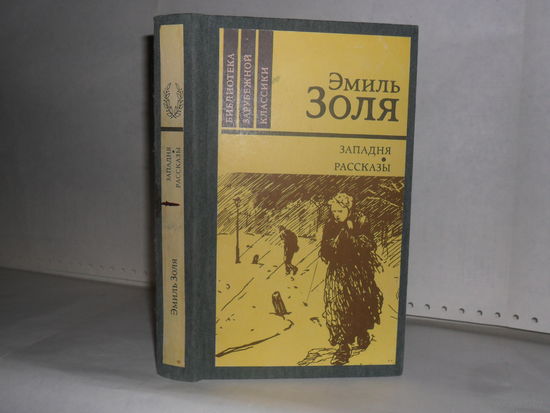 БИБЛИОТЕКА
ЗАРУБЕЖНОЙ
КЛАССИКИ
ЭМИЛЬ
ЗОЛЯ
ЗАПАДНЯ
РАССКАЗЫ
ЭМИЛЬ ЗОЛЯ
ЗАПАДНЯ
РАССКАЗЫ